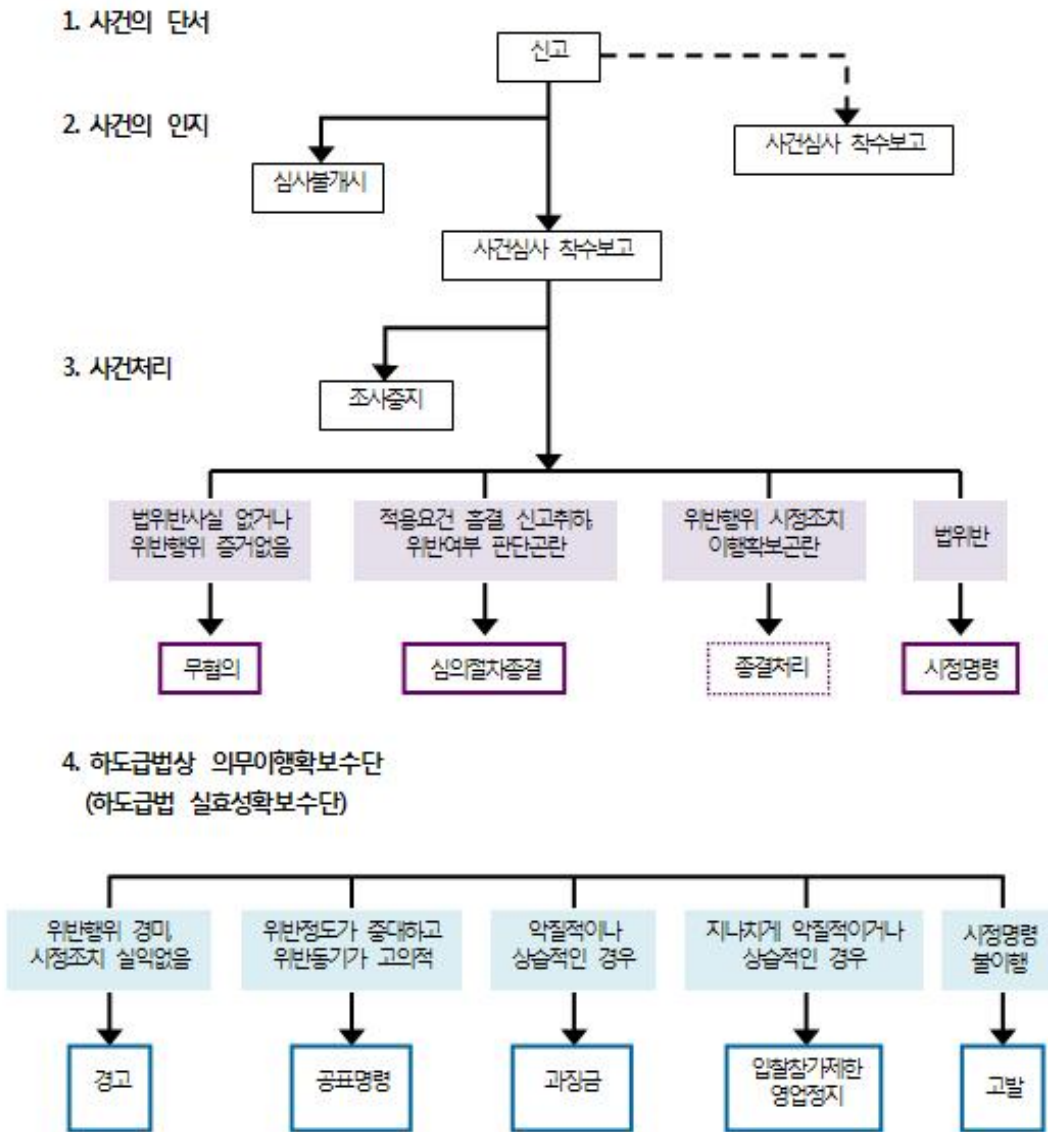 1. 사건의 단서
신고
2. 사건의 인지
사건심사 착수보고
심사불개시
사건심사 착수보고
3. 사건처리
조사중지
법위반사실 없거나
위반행위 증거없음
적용요건 흠결, 신고취하,
위반여부 판단곤란
위반행위 시정조치
이행확보곤란
법위반
무혐의
심의절차종결
종결처리
시정명령
4. 하도급법상 의무이행확보수단
(하도급법 실효성확보수단)
위반행위 경미,
시정조치 실익없음
위반정도가 중대하고
위반동기가 고의적
악질적이나
상습적인 경우
지나치게 악질적이거나
상습적인 경우
시정명령
불이행
경고
공표명령
과징금
입찰참가제한
영업정지
고발